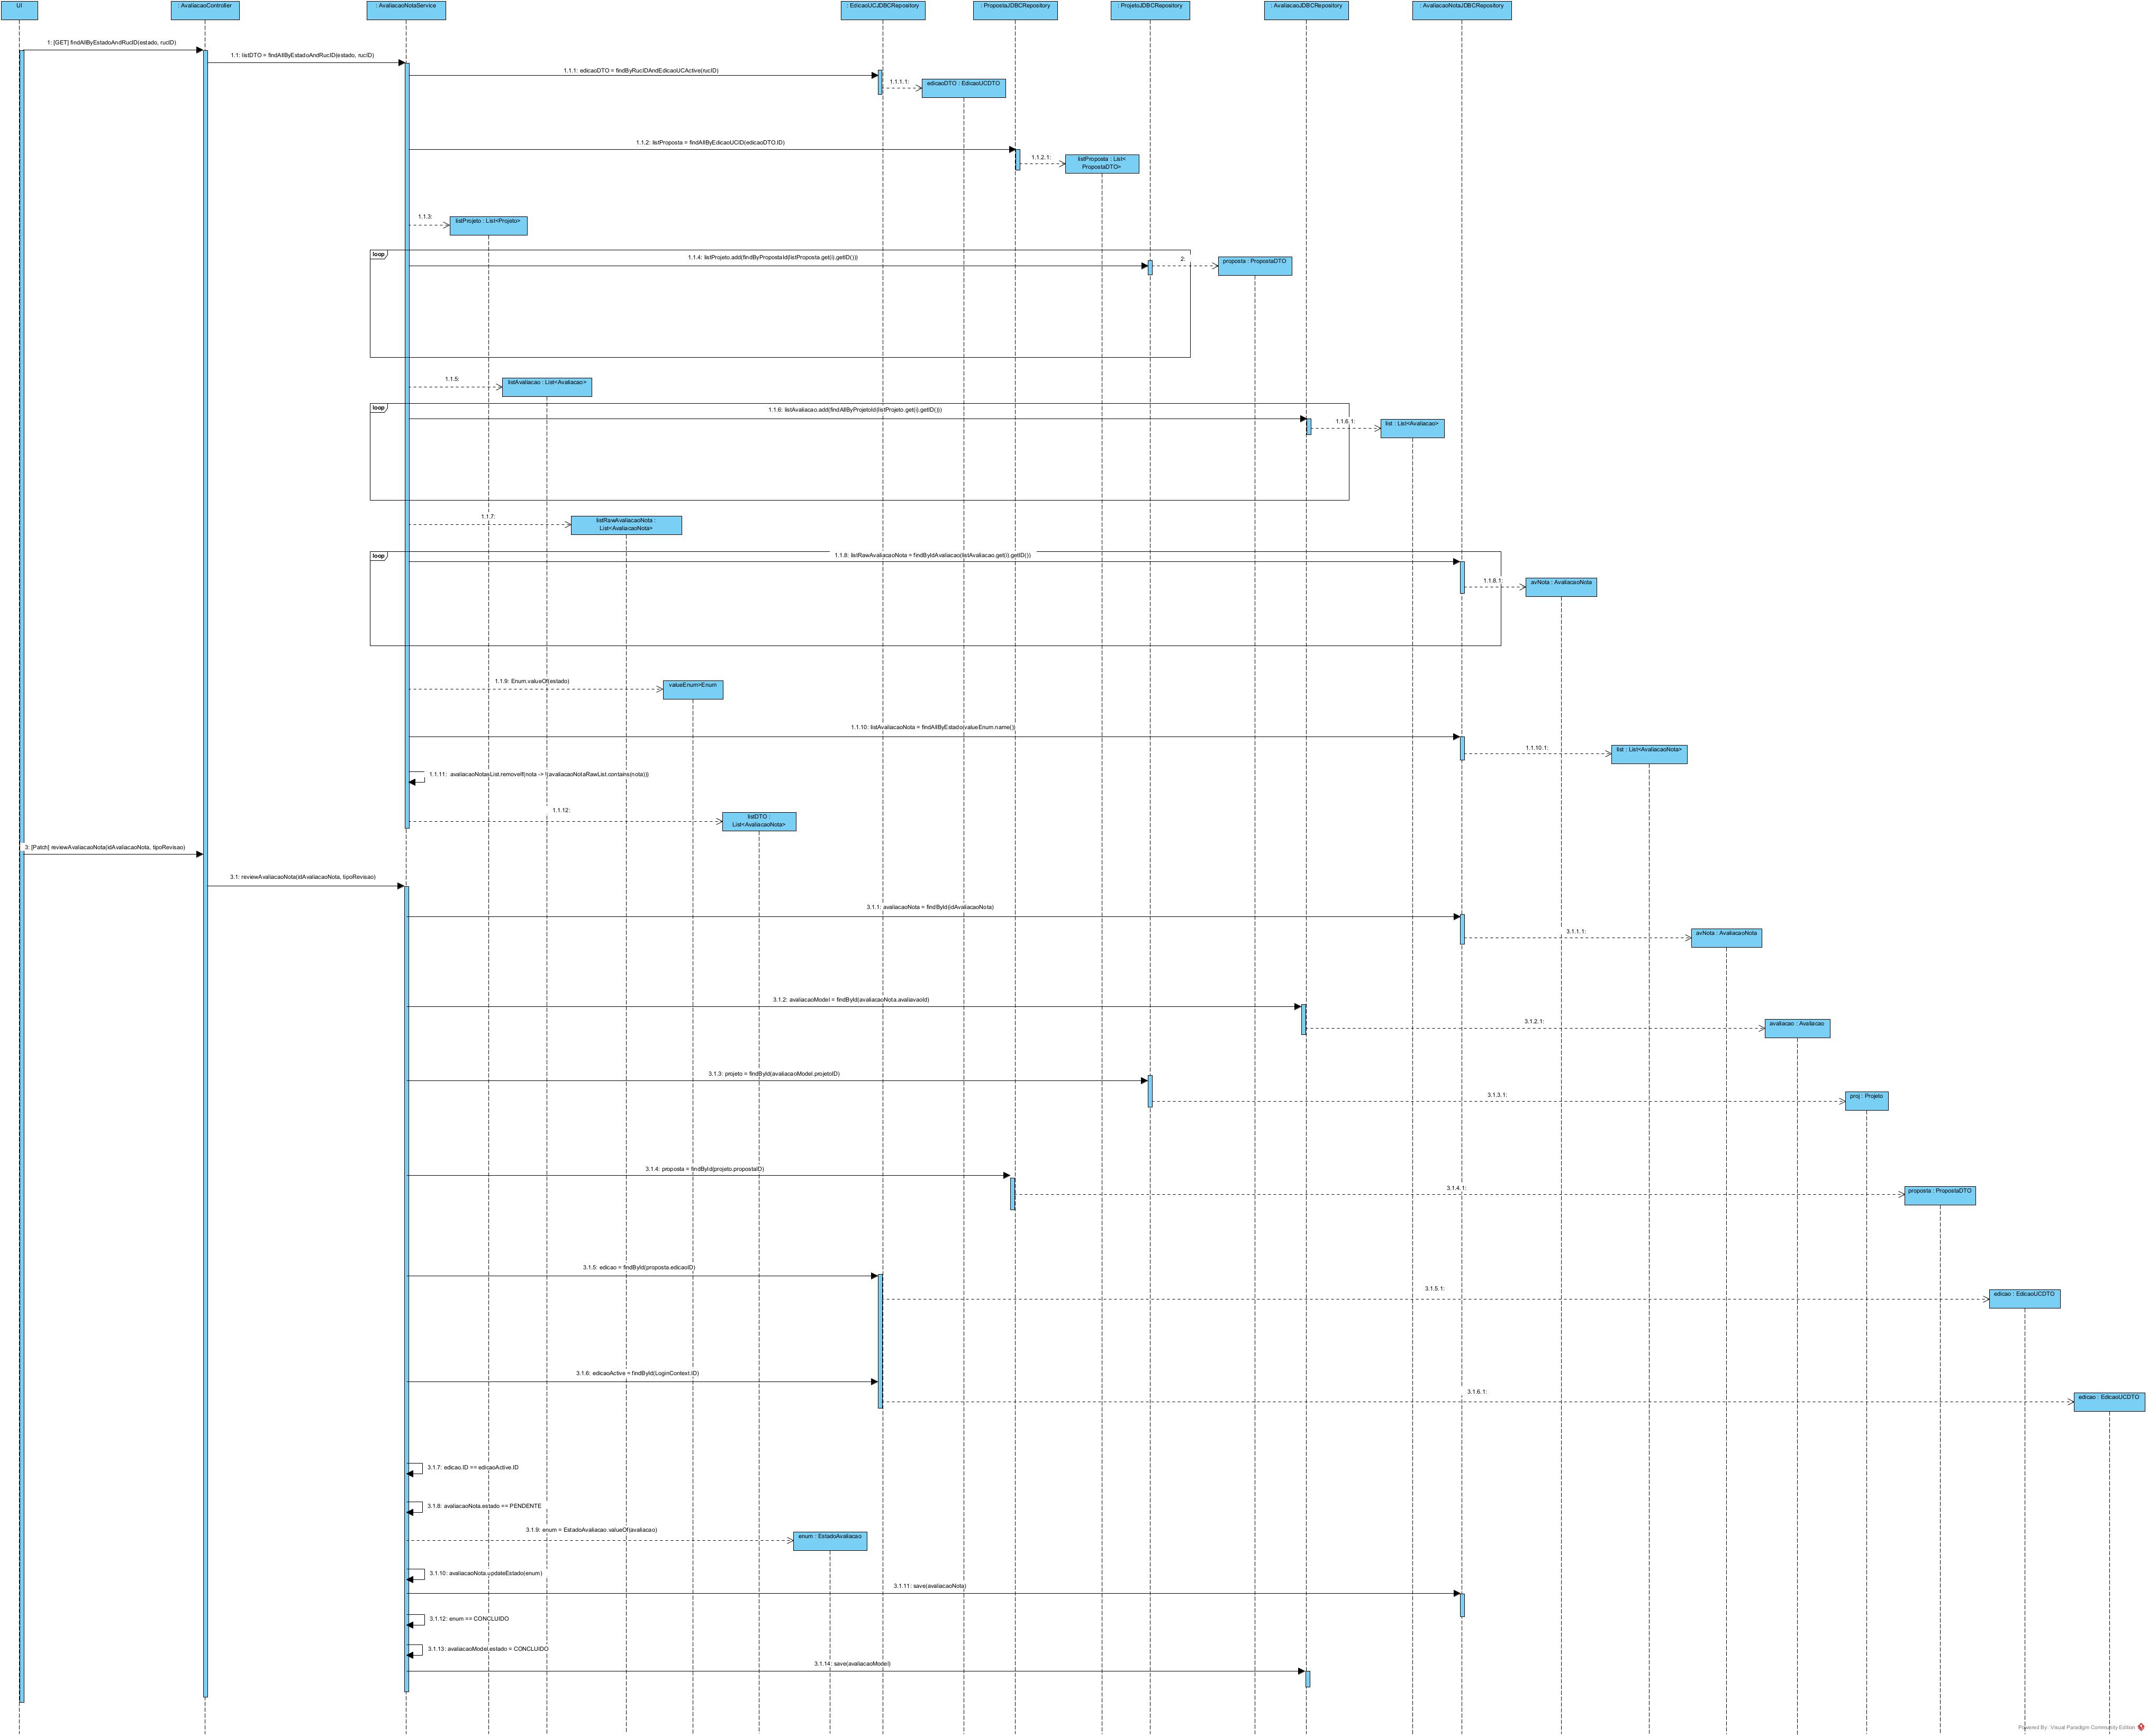 UI
: AvaliacaoController
: AvaliacaoNotaService
: EdicaoUCJDBCRepository
: PropostaJDBCRepository
: ProjetoJDBCRepository
: AvaliacaoJDBCRepository
: AvaliacaoNotaJDBCRepository
1: [GET] findAllByEstadoAndRucID(estado, rucID)
1.1: listDTO = findAllByEstadoAndRucID(estado, rucID)
1.1.1: edicaoDTO = findByRucIDAndEdicaoUCActive(rucID)
1.1.1.1:
edicaoDTO : EdicaoUCDTO
1.1.2: listProposta = findAllByEdicaoUCID(edicaoDTO.ID)
1.1.2.1:
listProposta : List<
PropostaDTO>
1.1.3:
listProjeto : List<Projeto>
loop
1.1.4: listProjeto.add(findByPropostaId(listProposta.get(i).getID()))
2:
proposta : PropostaDTO
1.1.5:
listAvaliacao : List<Avaliacao>
loop
1.1.6: listAvaliacao.add(findAllByProjetoId(listProjeto.get(i).getID()))
1.1.6.1:
list : List<Avaliacao>
1.1.7:
listRawAvaliacaoNota :
List<AvaliacaoNota>
loop
1.1.8: listRawAvaliacaoNota = findByIdAvaliacao(listAvaliacao.get(i).getID())
1.1.8.1:
avNota : AvaliacaoNota
1.1.9: Enum.valueOf(estado)
valueEnum>Enum
1.1.10: listAvaliacaoNota = findAllByEstado(valueEnum.name())
1.1.10.1:
list : List<AvaliacaoNota>
1.1.11: avaliacaoNotasList.removeIf(nota -> !(avaliacaoNotaRawList.contains(nota)))
1.1.12:
listDTO :
List<AvaliacaoNota>
3: [Patch] reviewAvaliacaoNota(idAvaliacaoNota, tipoRevisao)
3.1: reviewAvaliacaoNota(idAvaliacaoNota, tipoRevisao)
3.1.1: avaliacaoNota = findById(idAvaliacaoNota)
3.1.1.1:
avNota : AvaliacaoNota
3.1.2: avaliacaoModel = findById(avaliacaoNota.avaliavaoId)
3.1.2.1:
avaliacao : Avaliacao
3.1.3: projeto = findById(avaliacaoModel.projetoID)
3.1.3.1:
proj : Projeto
3.1.4: proposta = findById(projeto.propostaID)
3.1.4.1:
proposta : PropostaDTO
3.1.5: edicao = findById(proposta.edicaoID)
3.1.5.1:
edicao : EdicaoUCDTO
3.1.6: edicaoActive = findById(LoginContext.ID)
3.1.6.1:
edicao : EdicaoUCDTO
3.1.7: edicao.ID == edicaoActive.ID
3.1.8: avaliacaoNota.estado == PENDENTE
3.1.9: enum = EstadoAvaliacao.valueOf(avaliacao)
enum : EstadoAvaliacao
3.1.10: avaliacaoNota.updateEstado(enum)
3.1.11: save(avaliacaoNota)
3.1.12: enum == CONCLUIDO
3.1.13: avaliacaoModel.estado = CONCLUIDO
3.1.14: save(avaliacaoModel)
Powered By: Visual Paradigm Community Edition